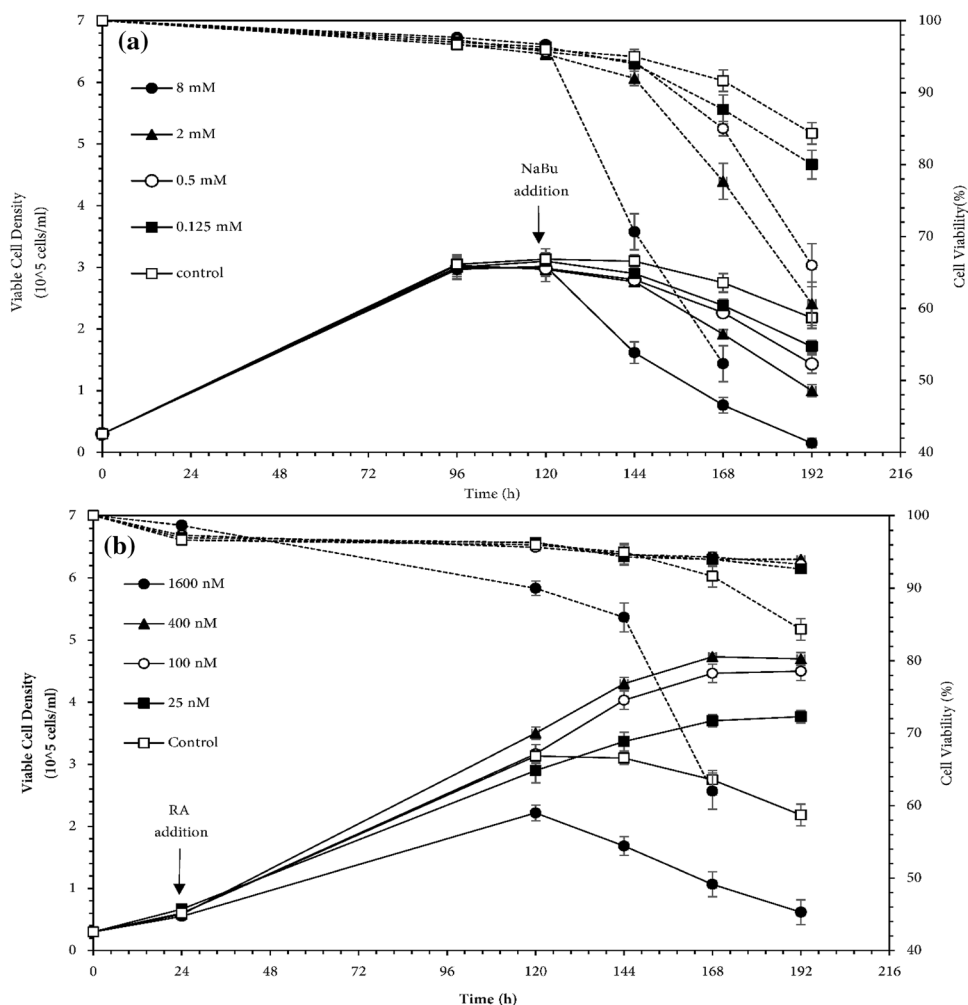 (a)
7
6
5
4
3
2
1
0
Viable Cell Density
(10^5 cells/ml)
8 mM
2 mM
0.5 mM
0.125 mM
control
NaBu
addition
100
90
80
70
60
50
40
Cell Viability(%)
0 24 48 72 96 120 144 168 192 216
Time (h)
(b)
7
6
5
4
3
2
1
0
Viable Cell Density
(10^5 cells/ml)
1600 nM
400 nM
100 nM
25 nM
Control
RA
addition
100
90
80
70
60
50
40
Cell Viability (%)
0 24 48 72 96 120 144 168 192 216
Time (h)